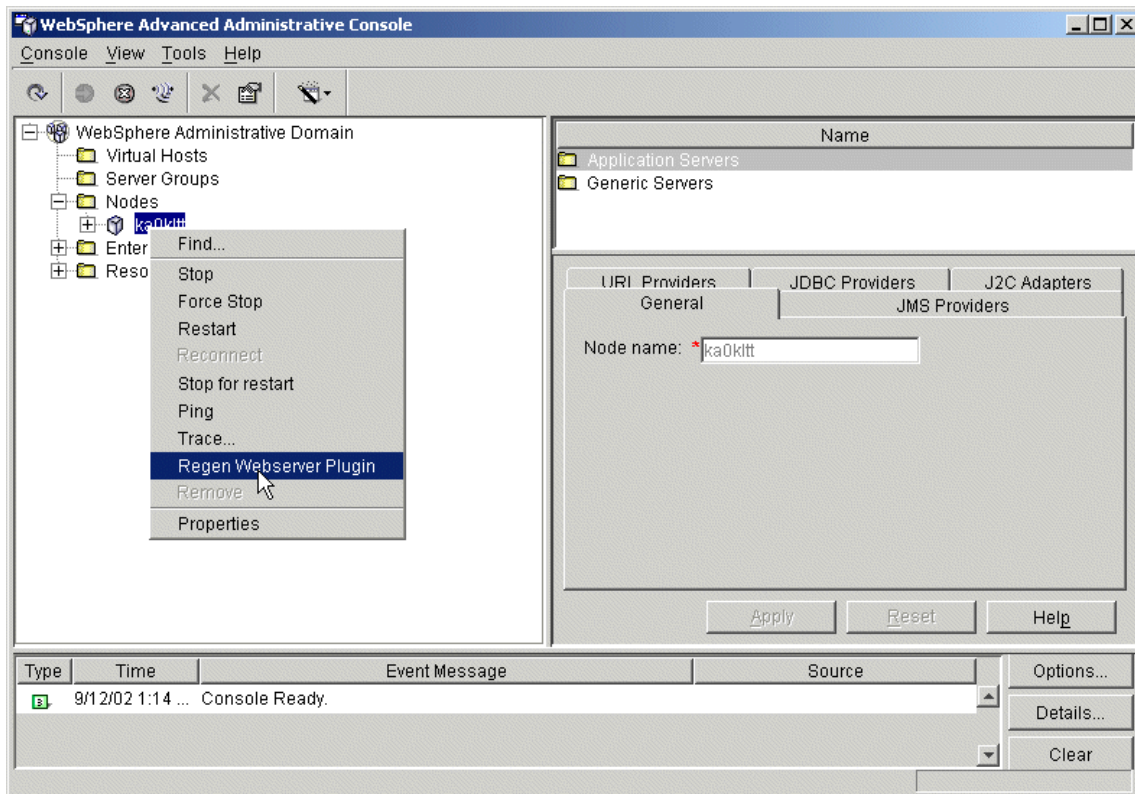 WebSphere Advanced Administrative Console
Console View Tools Help
WebSphere Administrative Domain
Virtual Hosts
Server Groups
Nodes
ka0kltt
Enter
Reso
Find...
Stop
Force Stop
Restart
Reconnect
Stop for restart
Ping
Trace...
Regen Webserver Plugin
Remove
Properties
Name
Application Servers
Generic Servers
URL Providers JDBC Providers J2C Adapters
General JMS Providers
Node name: *ka0kltt
Apply Reset Help
Type Time Event Message Source
9/12/02 1:14 ... Console Ready.
Options...
Details...
Clear